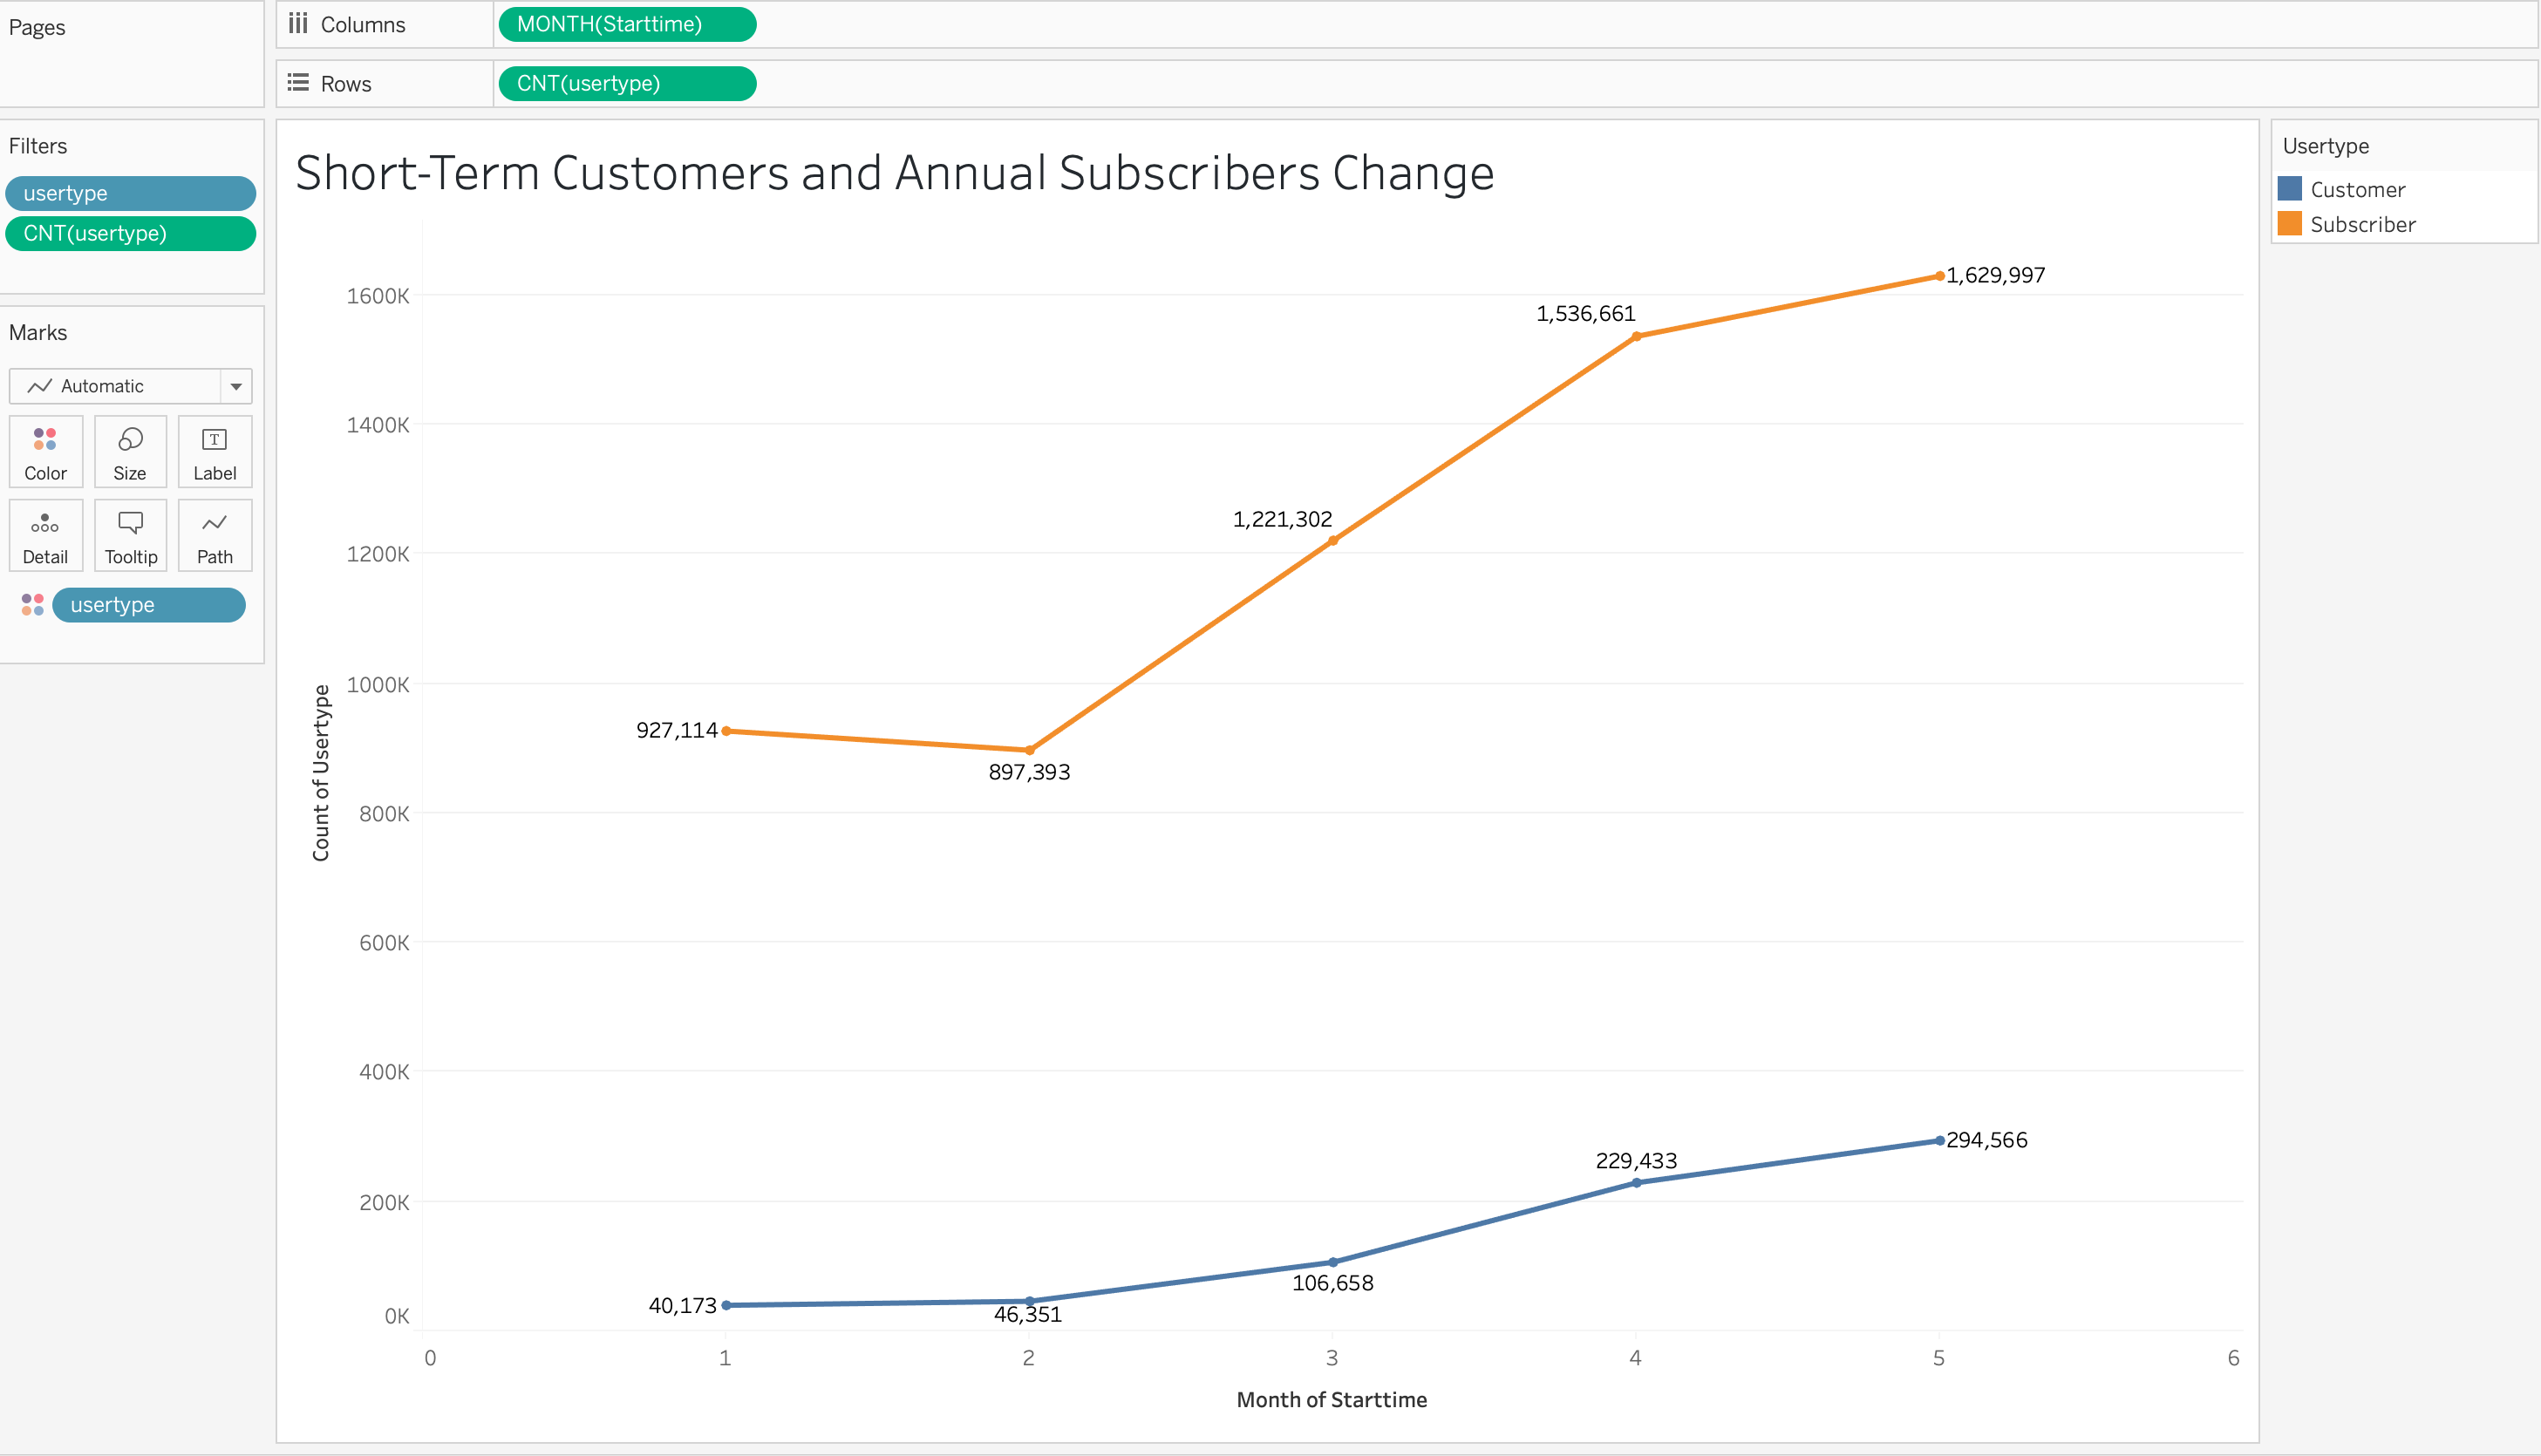 Pages
Columns
MONTH(Starttime)
Rows
CNT(usertype)
Filters
usertype
CNT(usertype)
Marks
Automatic
Color
Size
Label
Detail
Tooltip
Path
usertype
Short-Term Customers and Annual Subscribers Change
Count of Usertype
1600K
1400K
1200K
1000K
800K
600K
400K
200K
0K
1,629,997
1,536,661
1,221,302
927,114
897,393
294,566
229,433
106,658
40,173
46,351
0
1
2
3
4
5
6
Month of Starttime
Usertype
Customer
Subscriber